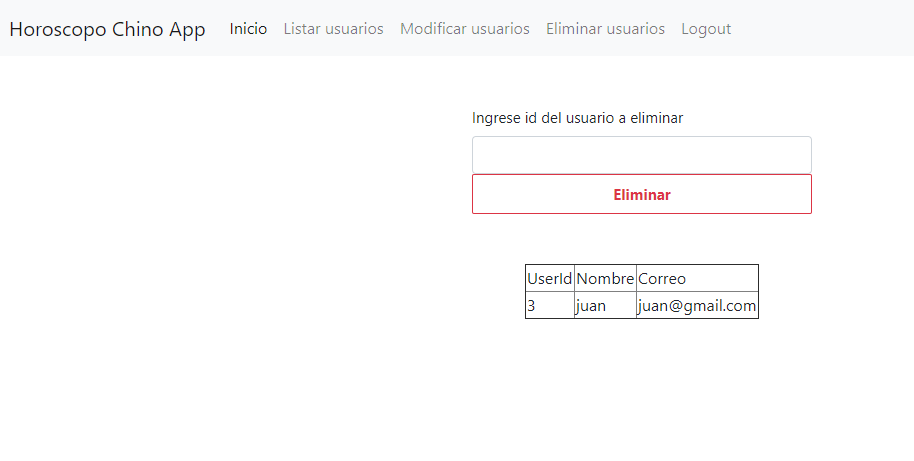 Horoscopo Chino App Inicio Listar usuarios Modificar usuarios Eliminar usuarios Logout
Ingrese id del usuario a eliminar
Eliminar
UserId Nombre Correo
3 juan juan@gmail.com